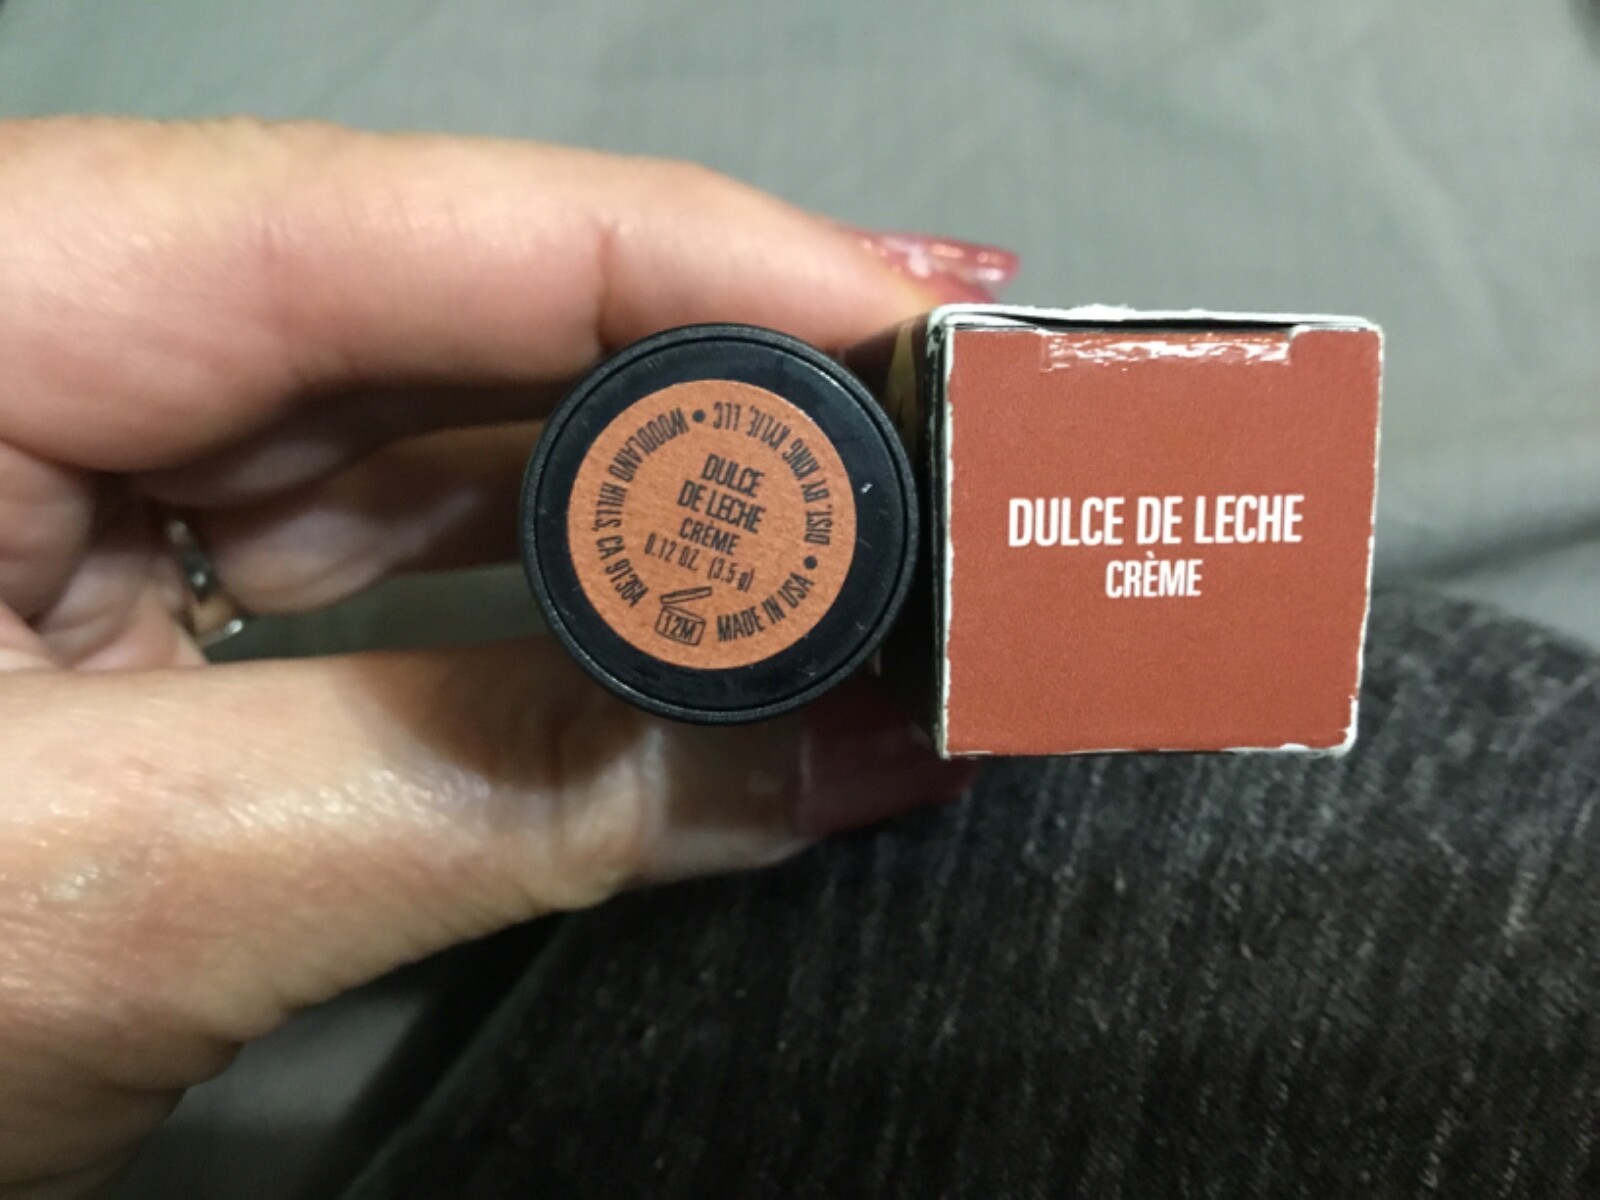 DULCE
DE LECHE
CRÈME
0.12 OZ. (3.5 g)
12M
MADE IN USA • DIST. BY KING KYLIE, LLC • WOODLAND HILLS, CA 91364
DULCE DE LECHE
CRÈME